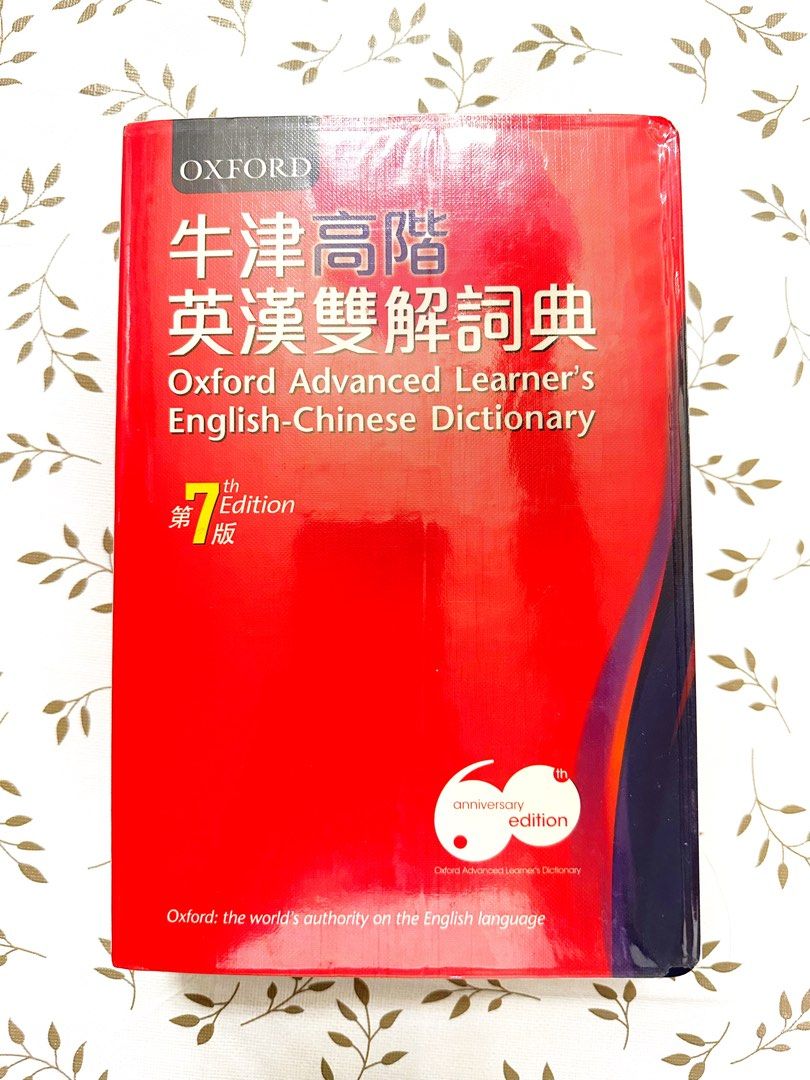 OXFORD
牛津高階
英漢雙解詞典
Oxford Advanced Learner's
English-Chinese Dictionary
第7版
7th Edition
60th
anniversary
edition
Oxford Advanced Learner's Dictionary
Oxford: the world's authority on the English language